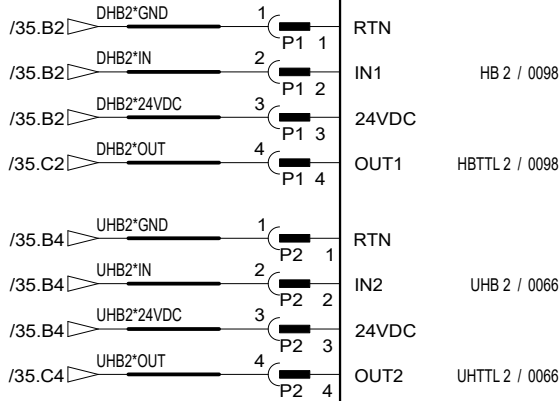 /35.B2 DHB2*GND 1 P1 1 RTN
/35.B2 DHB2*IN 2 P1 2 IN1 HB 2 / 0098
/35.B2 DHB2*24VDC 3 P1 3 24VDC
/35.C2 DHB2*OUT 4 P1 4 OUT1 HBTTL 2 / 0098
/35.B4 UHB2*GND 1 P2 1 RTN
/35.B4 UHB2*IN 2 P2 2 IN2 UHB 2 / 0066
/35.B4 UHB2*24VDC 3 P2 3 24VDC
/35.C4 UHB2*OUT 4 P2 4 OUT2 UHTTL 2 / 0066